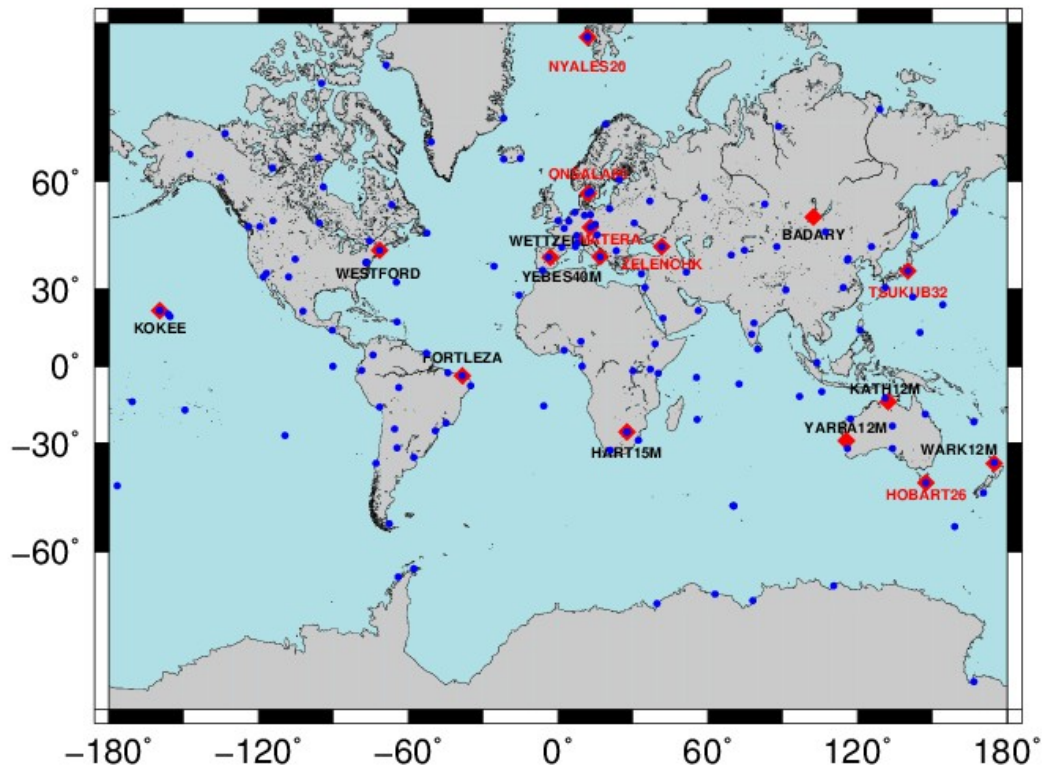 NYALES20
ONSALA60
60°
BADARY
WETTZELL
MATERA
WESTFORD
ZELENCHK
YEBES40M
30°
TSUKUB32
KOKEE
FORTLEZA
0°
KATH12M
YARRA12M
−30°
HART15M
WARK12M
HOBART26
−60°
−180° −120° −60° 0° 60° 120° 180°